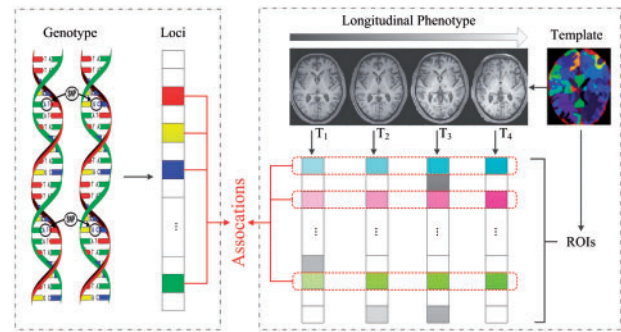 Genotype
Loci
Longitudinal Phenotype
Template
T1
T2
T3
T4
...
...
...
...
...
Assocations
ROIs